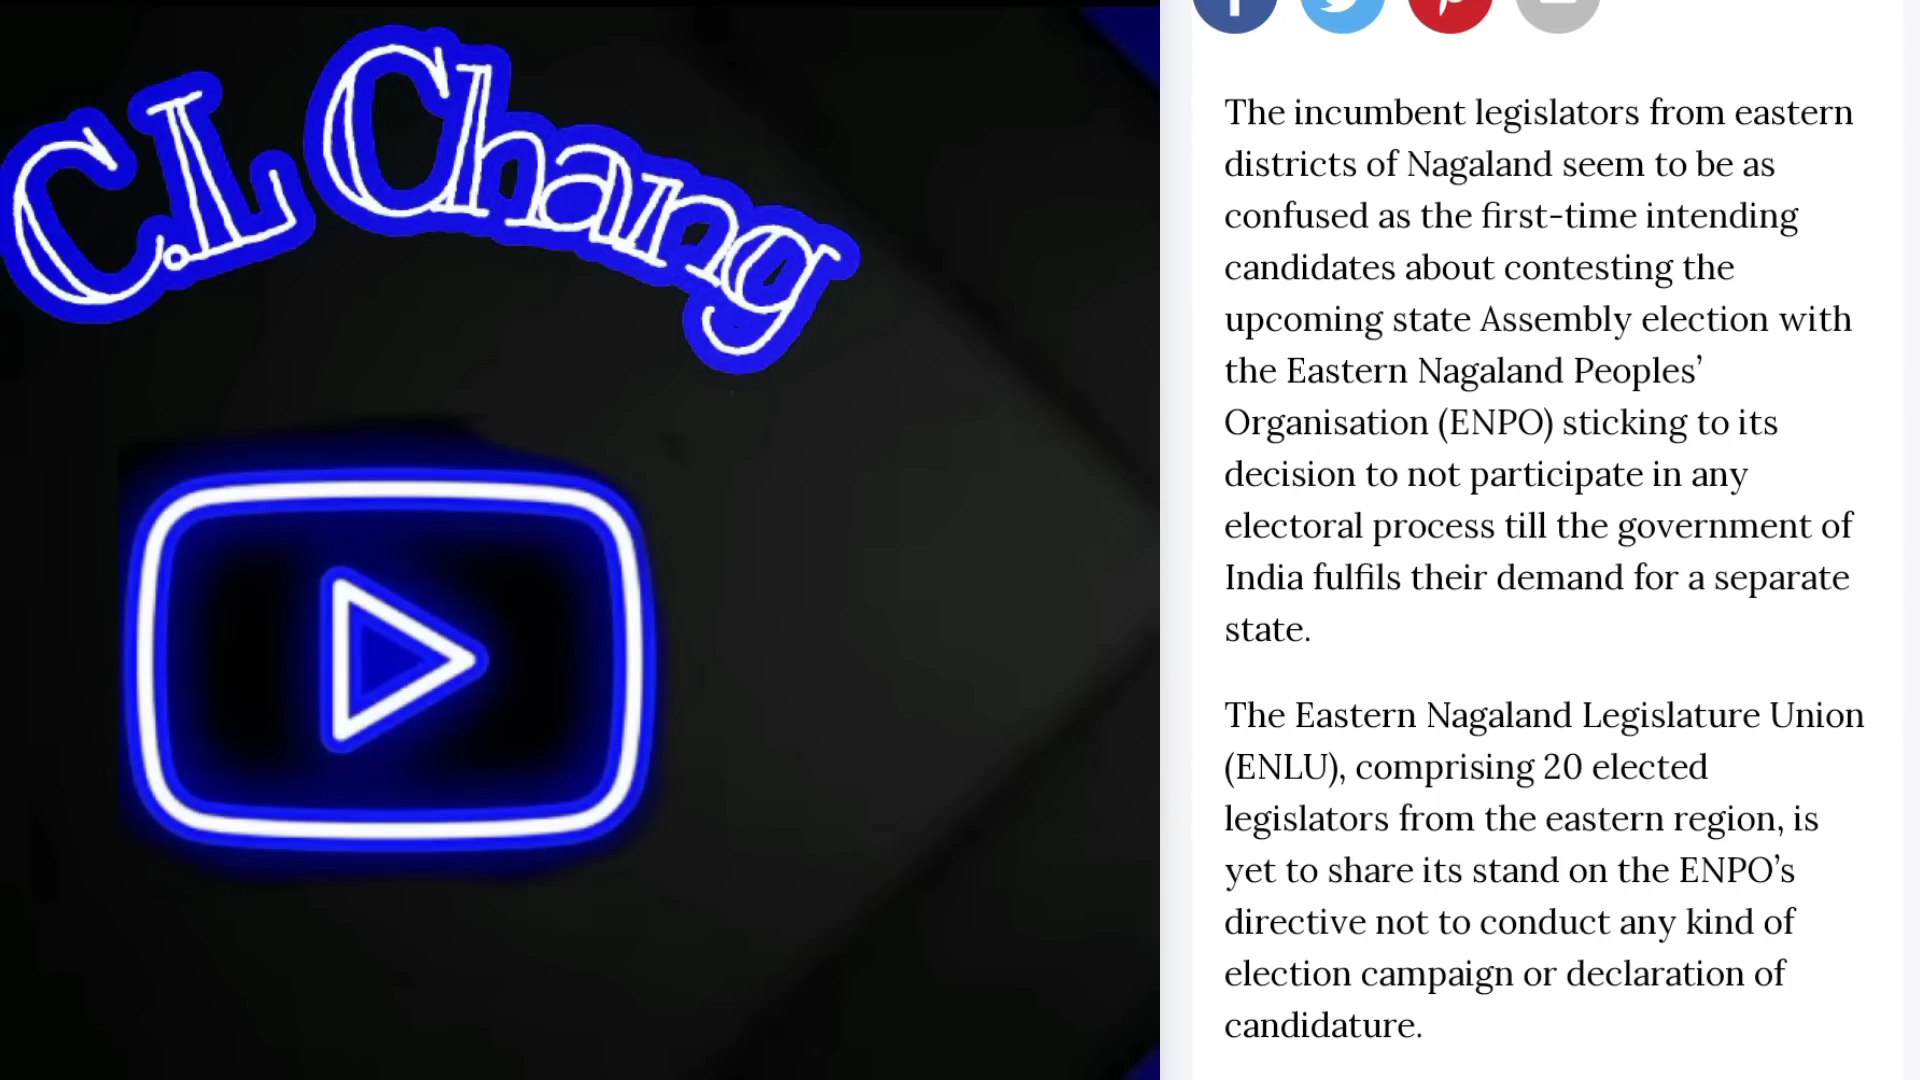 C.L Chang
The incumbent legislators from eastern
districts of Nagaland seem to be as
confused as the first-time intending
candidates about contesting the
upcoming state Assembly election with
the Eastern Nagaland Peoples’
Organisation (ENPO) sticking to its
decision to not participate in any
electoral process till the government of
India fulfils their demand for a separate
state.
The Eastern Nagaland Legislature Union
(ENLU), comprising 20 elected
legislators from the eastern region, is
yet to share its stand on the ENPO’s
directive not to conduct any kind of
election campaign or declaration of
candidature.